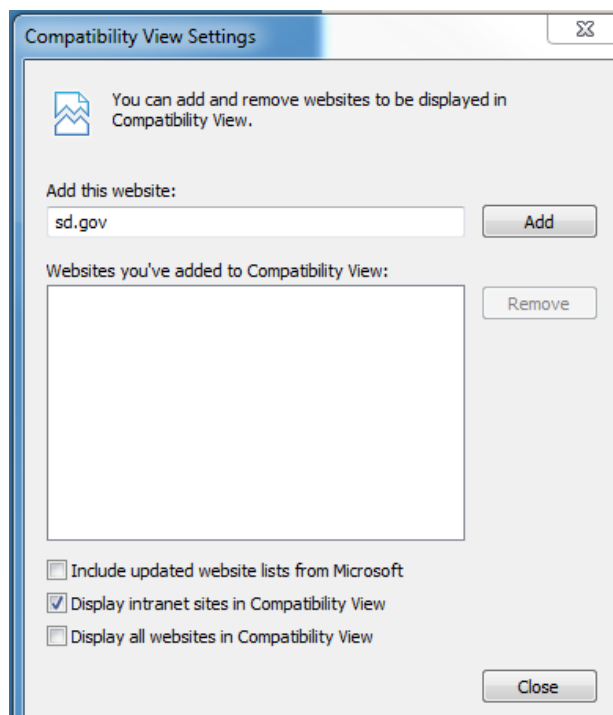 Compatibility View Settings
You can add and remove websites to be displayed in
Compatibility View.
Add this website:
sd.gov
Add
Websites you've added to Compatibility View:
Remove
Include updated website lists from Microsoft
Display intranet sites in Compatibility View
Display all websites in Compatibility View
Close